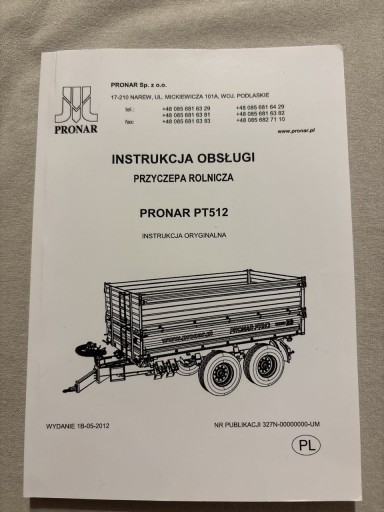 PRONAR Sp. z o.o.
17-210 NAREW, UL. MICKIEWICZA 101A, WOJ. PODLASKIE
tel.: +48 085 681 63 29 +48 085 681 64 29
+48 085 681 63 81 +48 085 681 63 82
fax: +48 085 681 63 83 +48 085 682 71 10
PRONAR
www.pronar.pl
INSTRUKCJA OBSŁUGI
PRZYCZEPA ROLNICZA
PRONAR PT512
INSTRUKCJA ORYGINALNA
www.pronar.pl
WYDANIE 1B-05-2012
NR PUBLIKACJI 327N-00000000-UM
PL